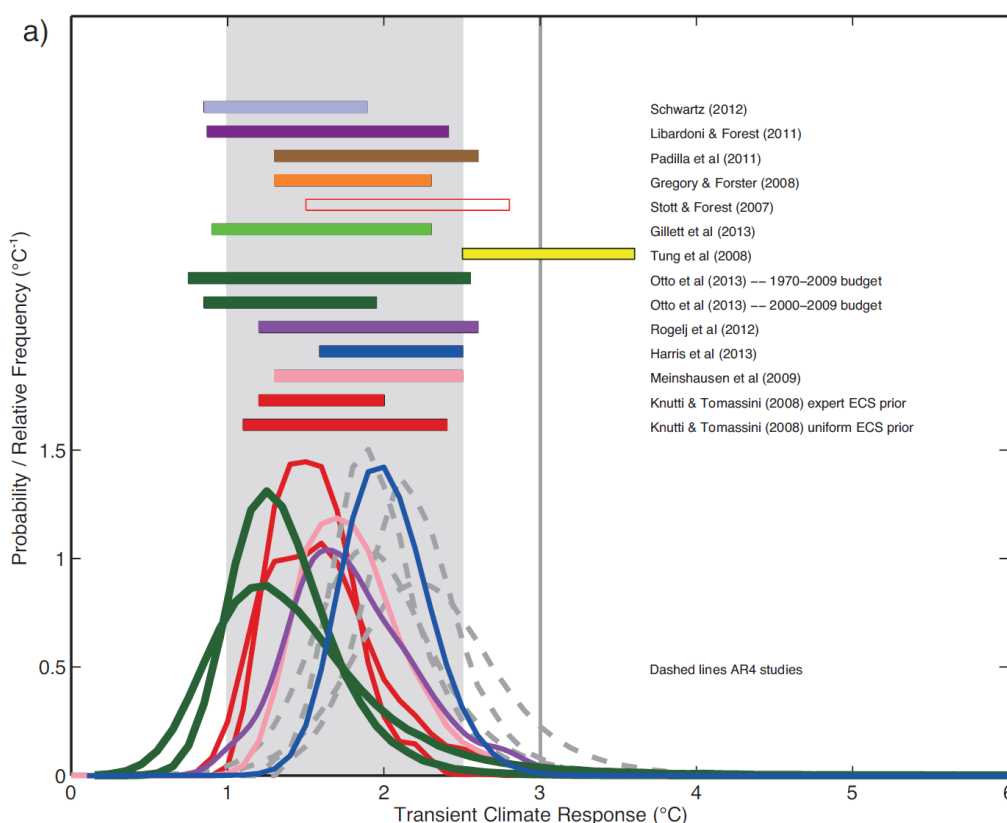 a)
Schwartz (2012)
Libardoni & Forest (2011)
Padilla et al (2011)
Gregory & Forster (2008)
Stott & Forest (2007)
Gillett et al (2013)
Tung et al (2008)
Otto et al (2013) −− 1970−2009 budget
Otto et al (2013) −− 2000−2009 budget
Rogelj et al (2012)
Harris et al (2013)
Meinshausen et al (2009)
Knutti & Tomassini (2008) expert ECS prior
Knutti & Tomassini (2008) uniform ECS prior
Probability / Relative Frequency (°C⁻¹)
1.5
1
0.5
0
Dashed lines AR4 studies
0 1 2 3 4 5 6
Transient Climate Response (°C)